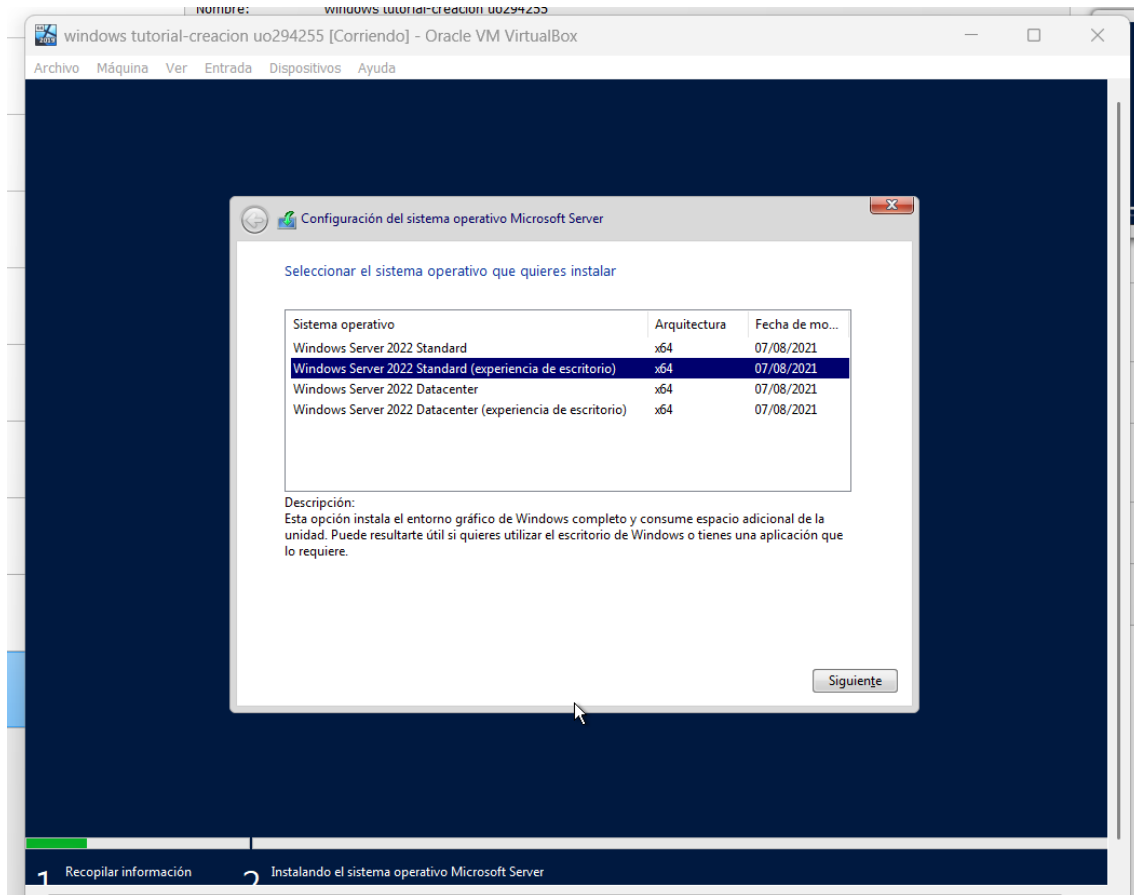 Nombre: windows tutorial-creacion uo294255
windows tutorial-creacion uo294255 [Corriendo] - Oracle VM VirtualBox
Archivo Máquina Ver Entrada Dispositivos Ayuda
Configuración del sistema operativo Microsoft Server
Seleccionar el sistema operativo que quieres instalar
Sistema operativo Arquitectura Fecha de mo...
Windows Server 2022 Standard x64 07/08/2021
Windows Server 2022 Standard (experiencia de escritorio) x64 07/08/2021
Windows Server 2022 Datacenter x64 07/08/2021
Windows Server 2022 Datacenter (experiencia de escritorio) x64 07/08/2021
Descripción:
Esta opción instala el entorno gráfico de Windows completo y consume espacio adicional de la
unidad. Puede resultarte útil si quieres utilizar el escritorio de Windows o tienes una aplicación que
lo requiere.
Siguiente
1 Recopilar información 2 Instalando el sistema operativo Microsoft Server